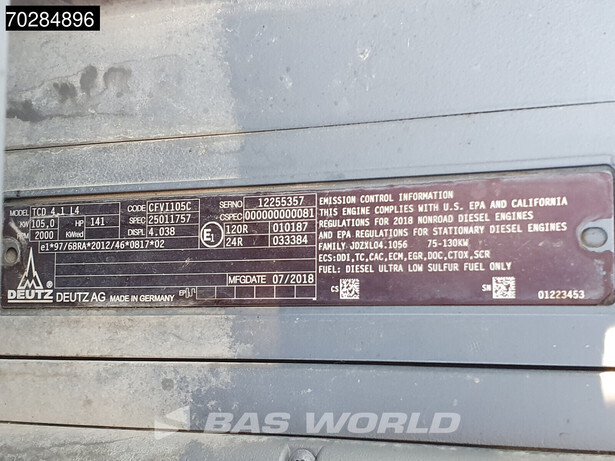 70284896
MODEL TCD 4.1 L4 CODE CFVI1105C SERNO 12255357
KW 105,0 HP 141 SPEC 25011757 CSPEC 000000000081
RPM 2000 KWred DISPL 4.038 E1 120R 010187
e1*97/68RA*2012/46*0817*02 24R 033384
DEUTZ DEUTZ AG MADE IN GERMANY EP MFGDATE 07/2018
EMISSION CONTROL INFORMATION
THIS ENGINE COMPLIES WITH U.S. EPA AND CALIFORNIA
REGULATIONS FOR 2018 NONROAD DIESEL ENGINES
AND EPA REGULATIONS FOR STATIONARY DIESEL ENGINES
FAMILY: JDZXL04.1056 75-130KW
ECS:DDI,TC,CAC,ECM,EGR,DOC,CTOX,SCR
FUEL: DIESEL ULTRA LOW SULFUR FUEL ONLY
CS SN 01223453
BAS WORLD